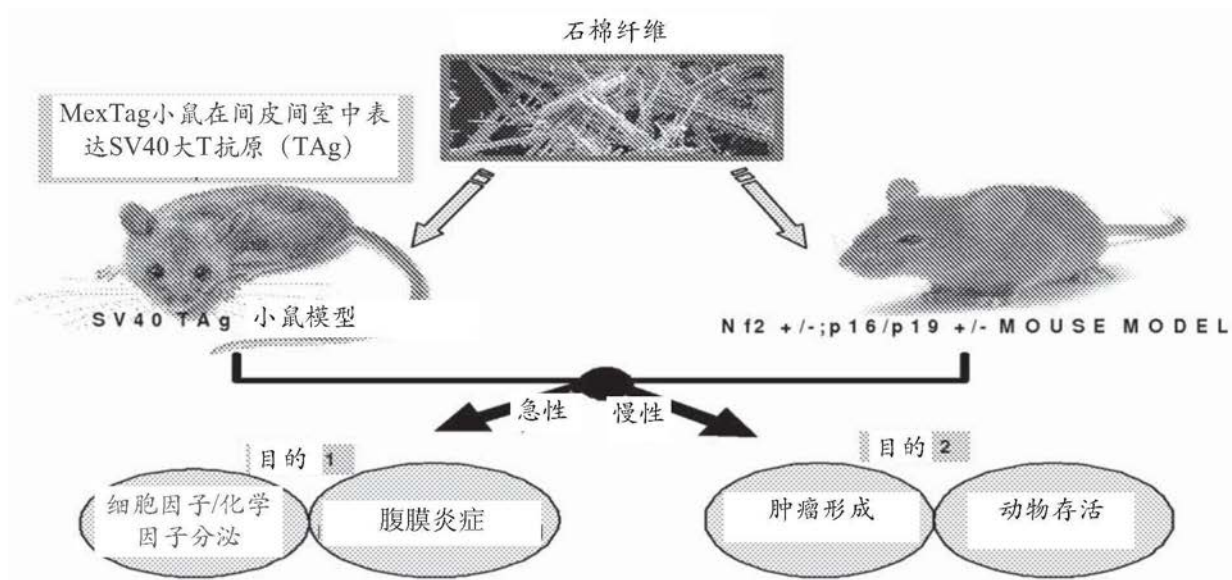 石棉纤维
MexTag小鼠在间皮间室中表
达SV40大T抗原（TAg）
SV40 TAg 小鼠模型
Nf2 +/-;p16/p19 +/- MOUSE MODEL
急性
慢性
目的 1
目的 2
细胞因子/化学
因子分泌
腹膜炎症
肿瘤形成
动物存活